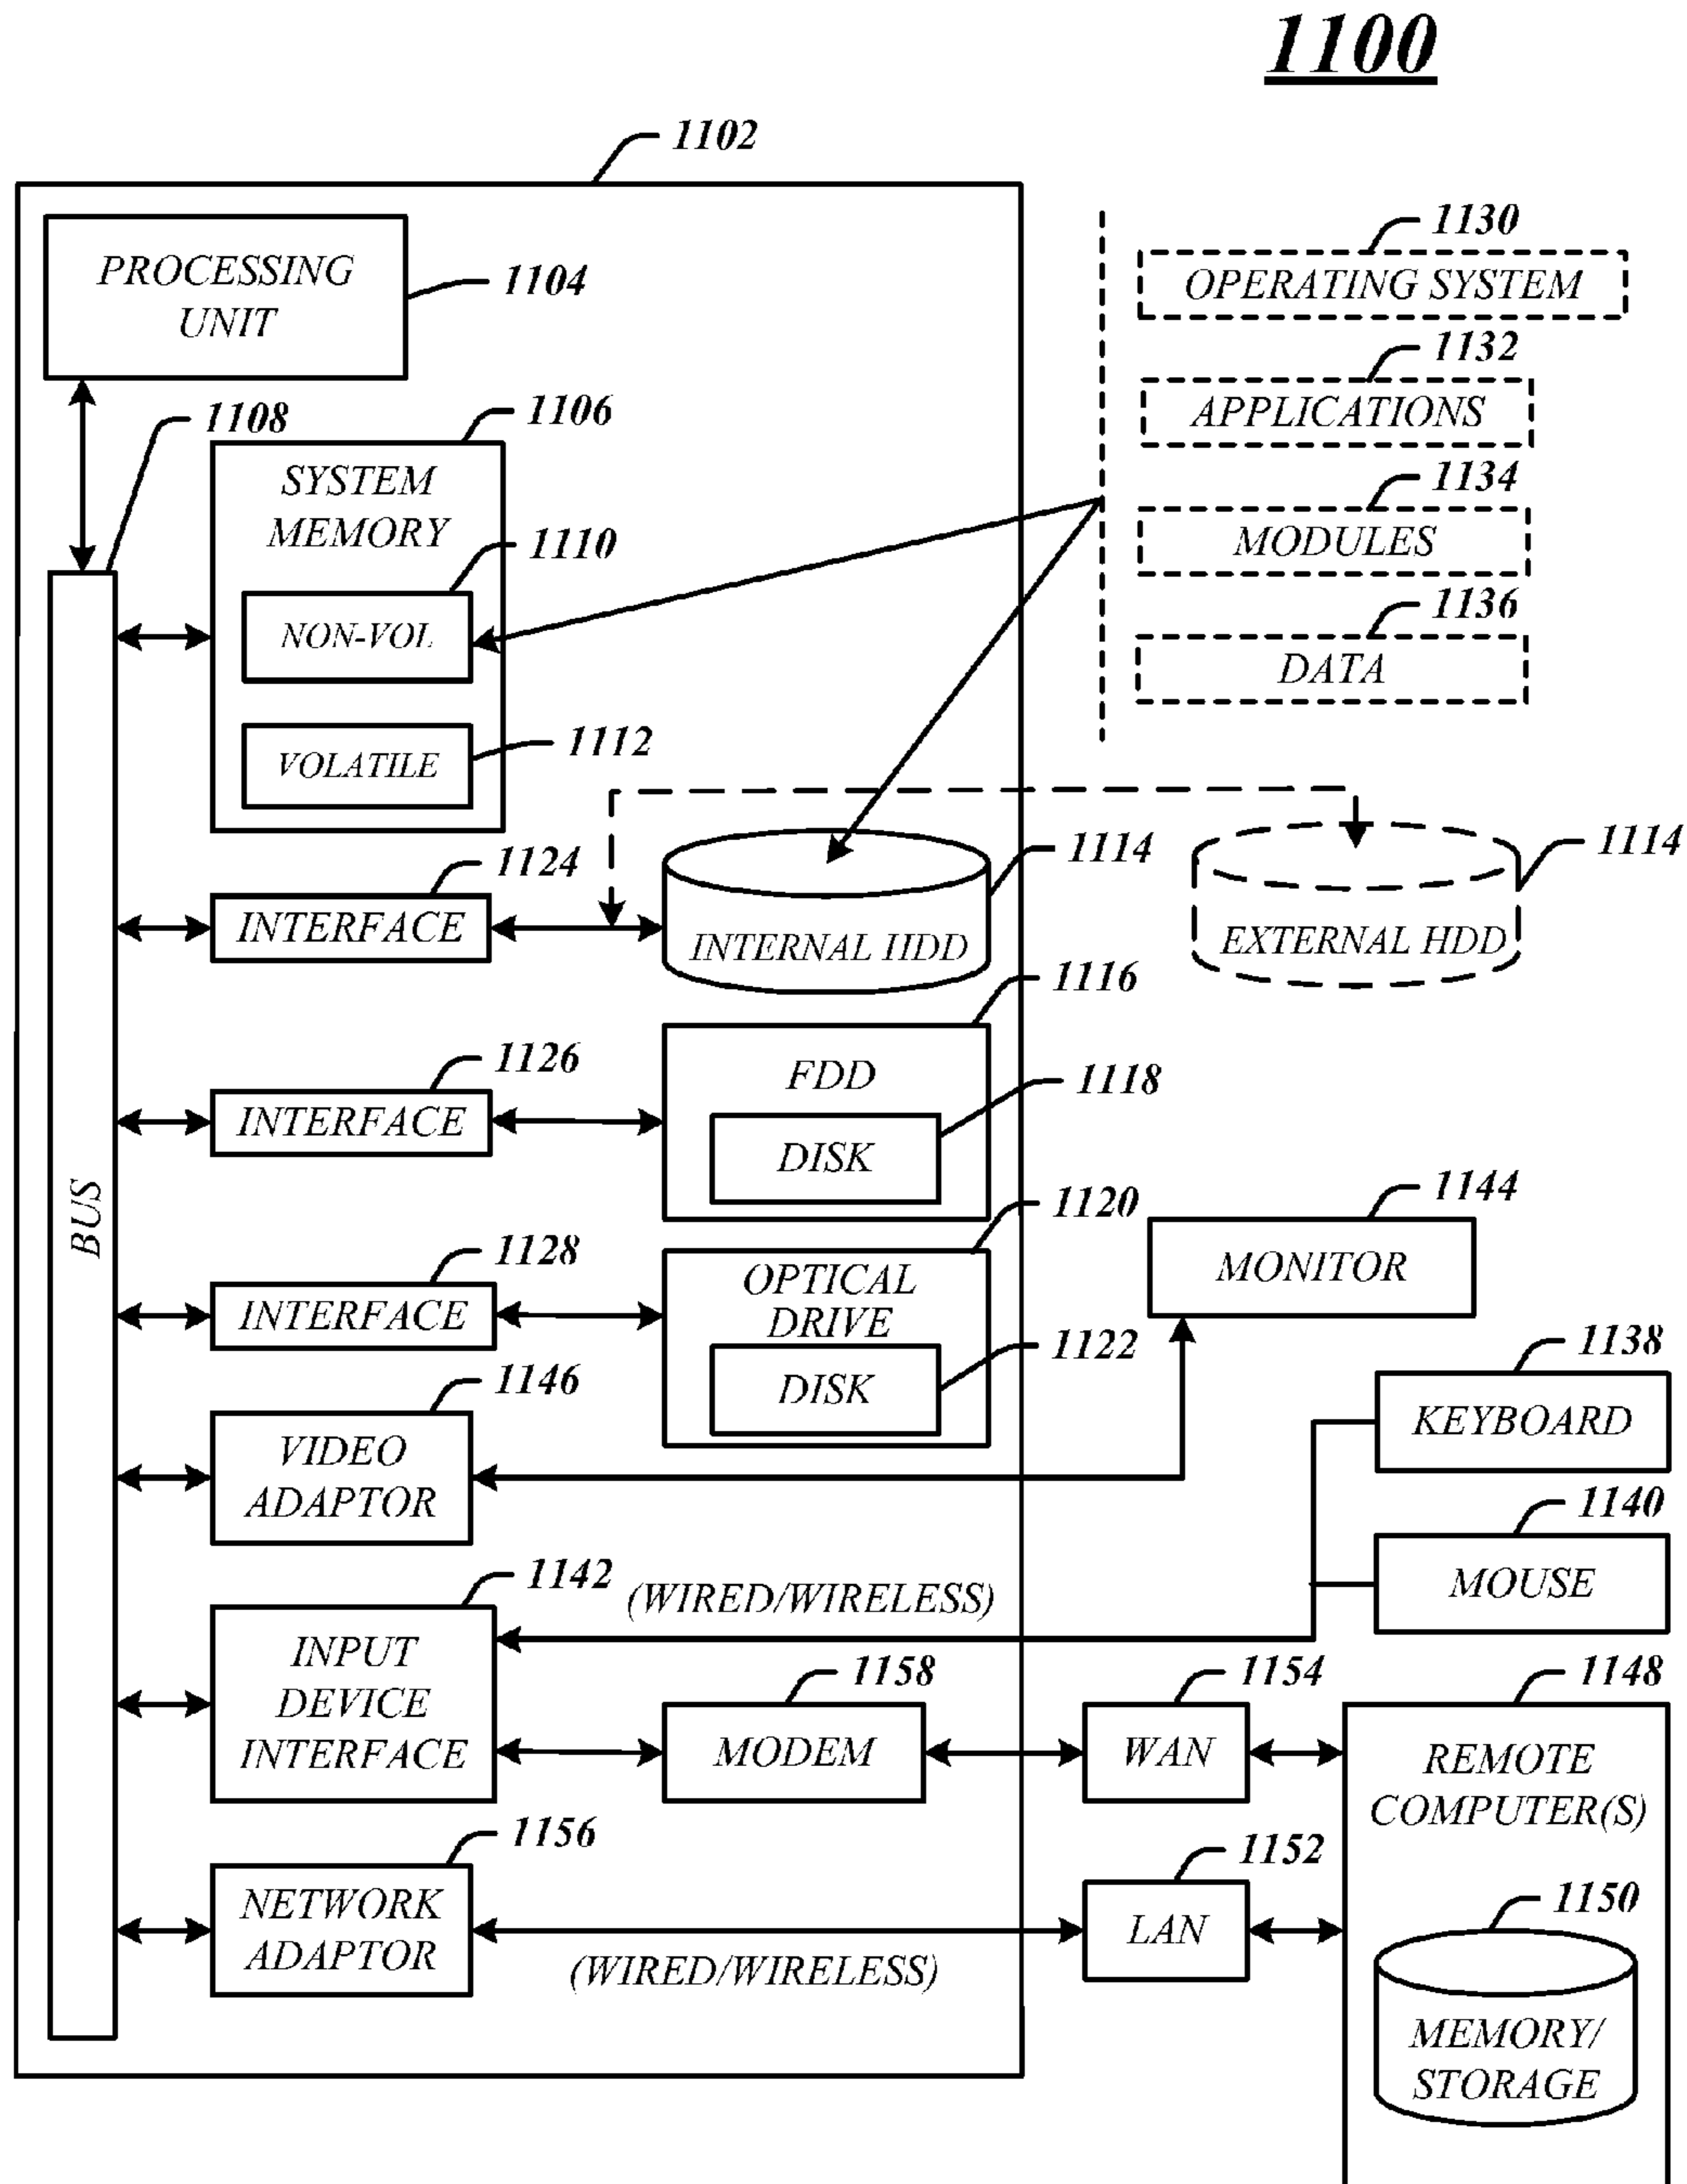 1100
1102
PROCESSING
UNIT
1104
1130
OPERATING SYSTEM
1132
APPLICATIONS
1134
MODULES
1136
DATA
1108
1106
SYSTEM
MEMORY
1110
NON-VOL
1112
VOLATILE
1124
INTERFACE
1114
INTERNAL HDD
1114
EXTERNAL HDD
1116
FDD
1126
INTERFACE
1118
DISK
BUS
1120
OPTICAL
DRIVE
1128
INTERFACE
1122
DISK
1144
MONITOR
1138
KEYBOARD
1146
VIDEO
ADAPTOR
1140
MOUSE
1142
(WIRED/WIRELESS)
INPUT
DEVICE
INTERFACE
1158
MODEM
1154
WAN
1148
REMOTE
COMPUTER(S)
1156
NETWORK
ADAPTOR
(WIRED/WIRELESS)
1152
LAN
1150
MEMORY/
STORAGE